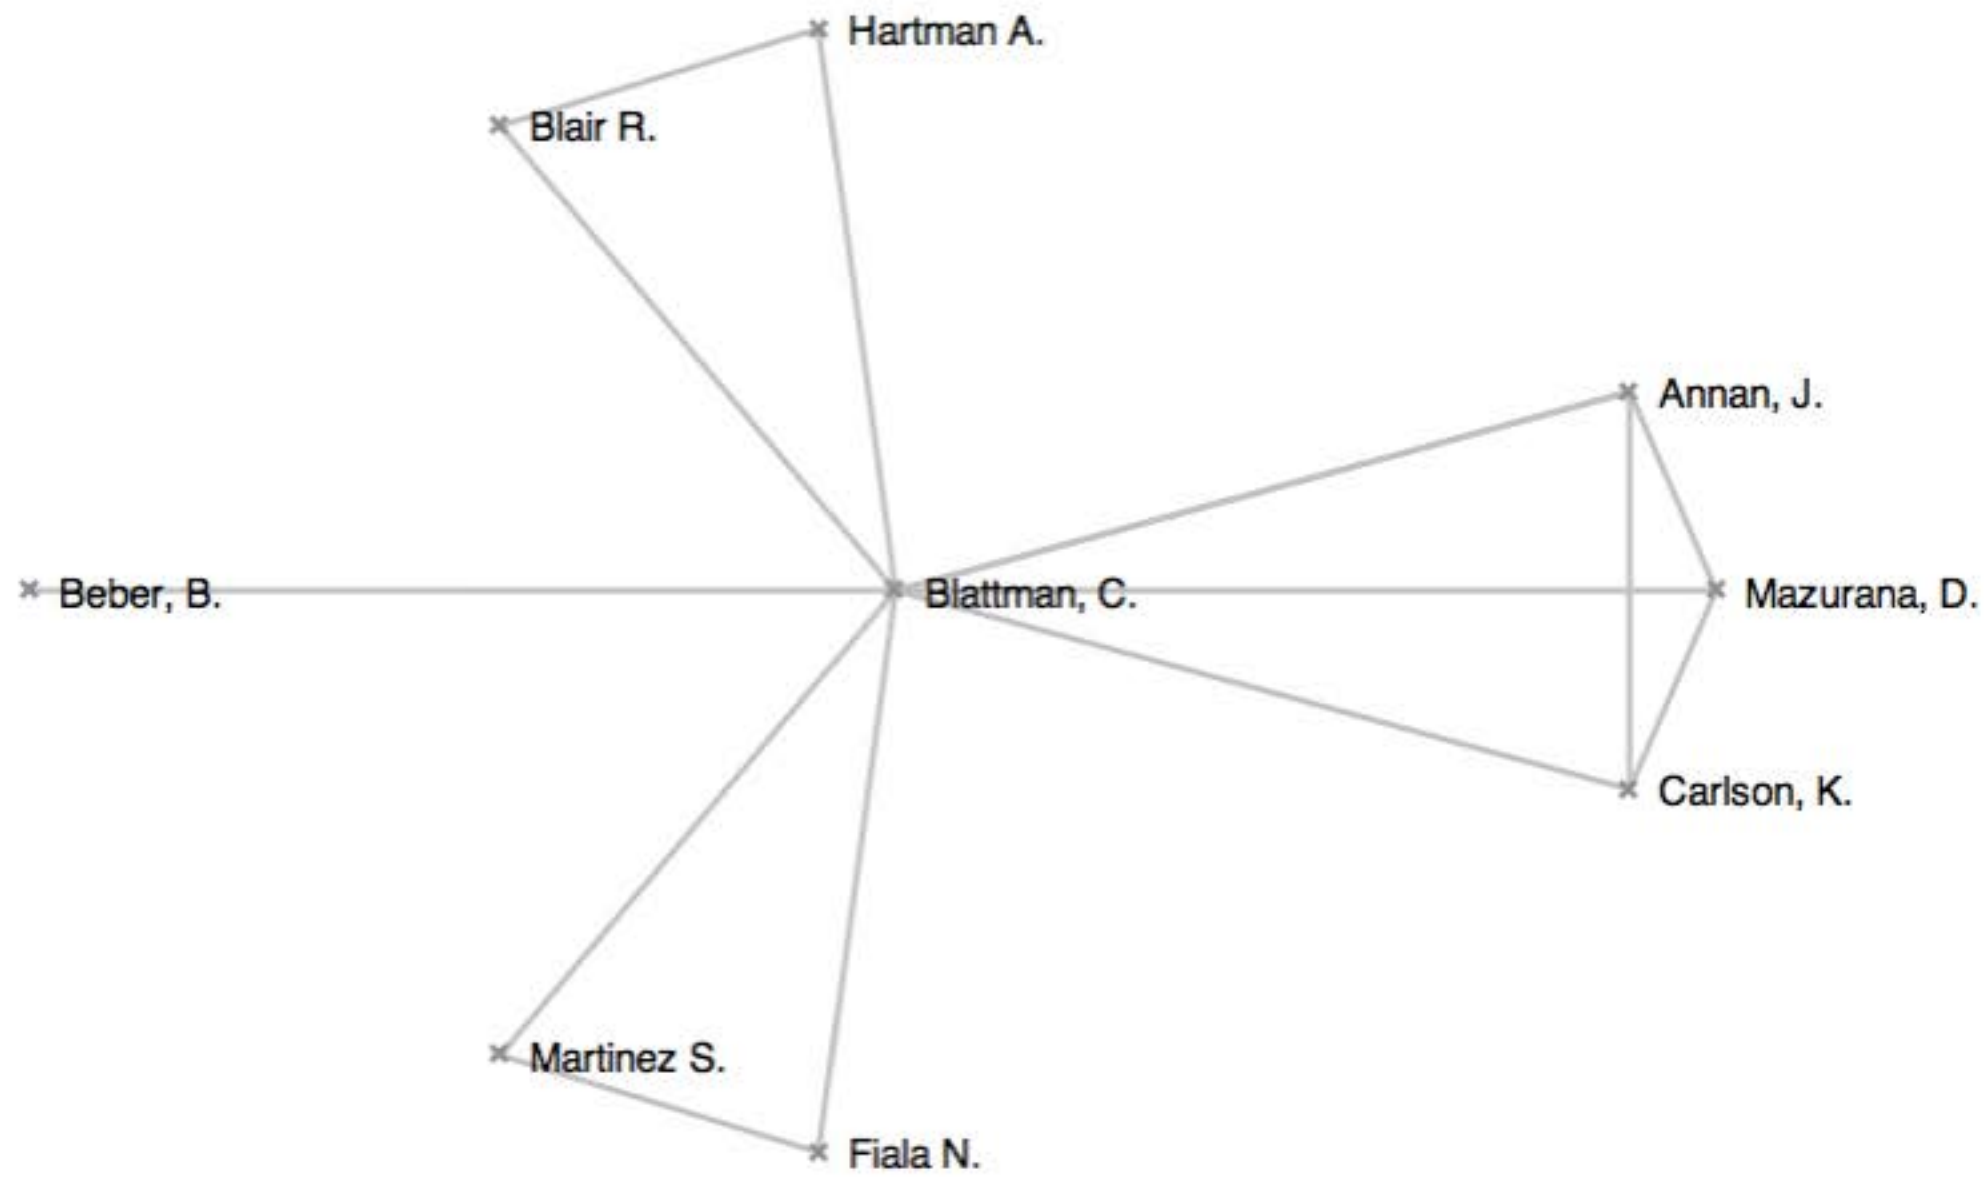 Hartman A.
Blair R.
Annan, J.
Beber, B.
Blattman, C.
Mazurana, D.
Carlson, K.
Martinez S.
Fiala N.